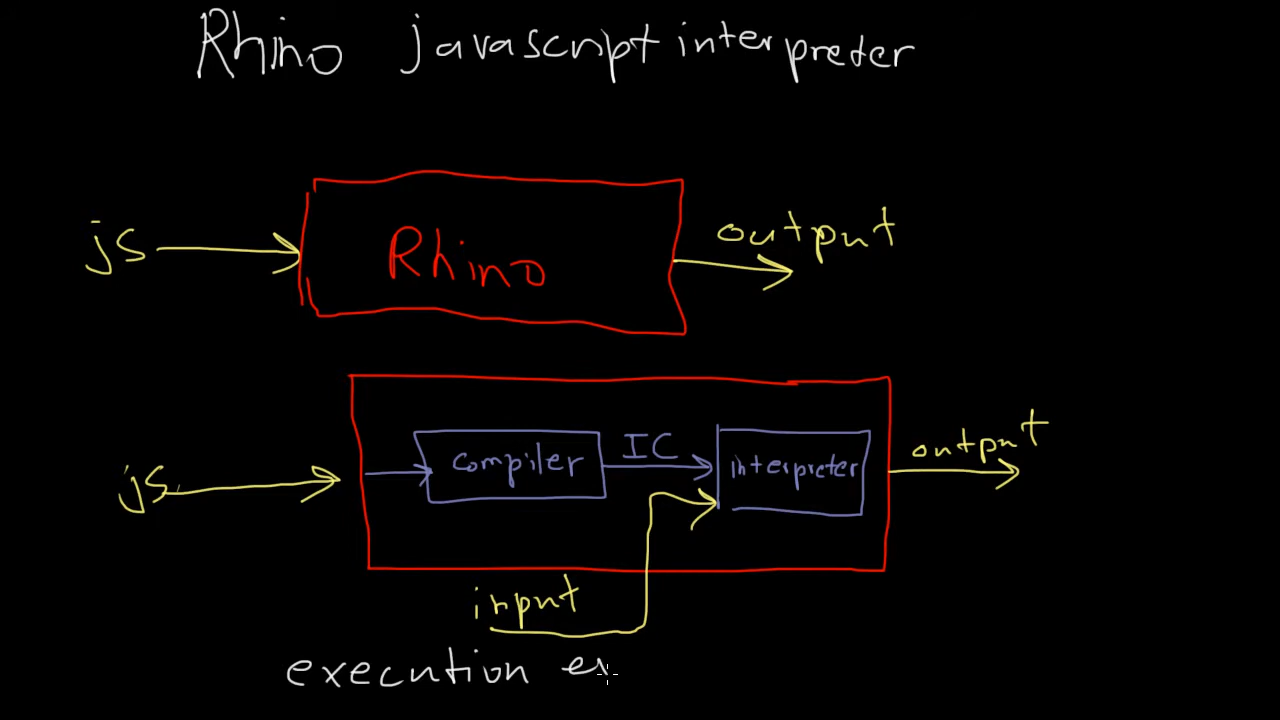 Rhino javascript interpreter
js
Rhino
output
js
compiler
IC
interpreter
output
input
execution